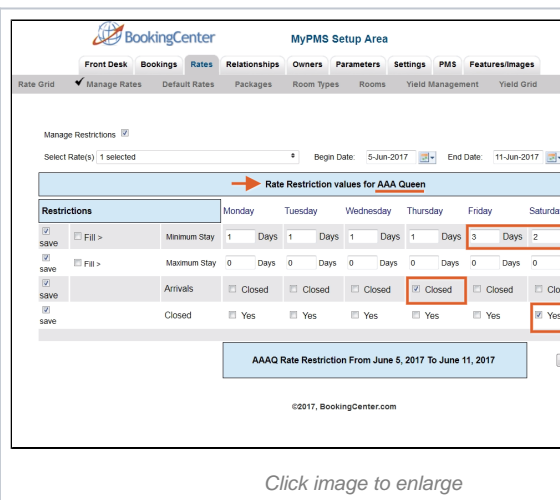 BookingCenter
MyPMS Setup Area
Front Desk Bookings Rates Relationships Owners Parameters Settings PMS Features/Images
Rate Grid Manage Rates Default Rates Packages Room Types Rooms Yield Management Yield Grid
Manage Restrictions
Select Rate(s) 1 selected Begin Date: 5-Jun-2017 End Date: 11-Jun-2017
Rate Restriction values for AAA Queen
Restrictions Monday Tuesday Wednesday Thursday Friday Saturda
save Fill > Minimum Stay 1 Days 1 Days 1 Days 1 Days 3 Days 2
save Fill > Maximum Stay 0 Days 0 Days 0 Days 0 Days 0 Days 0
save Arrivals Closed Closed Closed Closed Closed Clo
save Closed Yes Yes Yes Yes Yes Yes
AAAQ Rate Restriction From June 5, 2017 To June 11, 2017
©2017, BookingCenter.com
Click image to enlarge